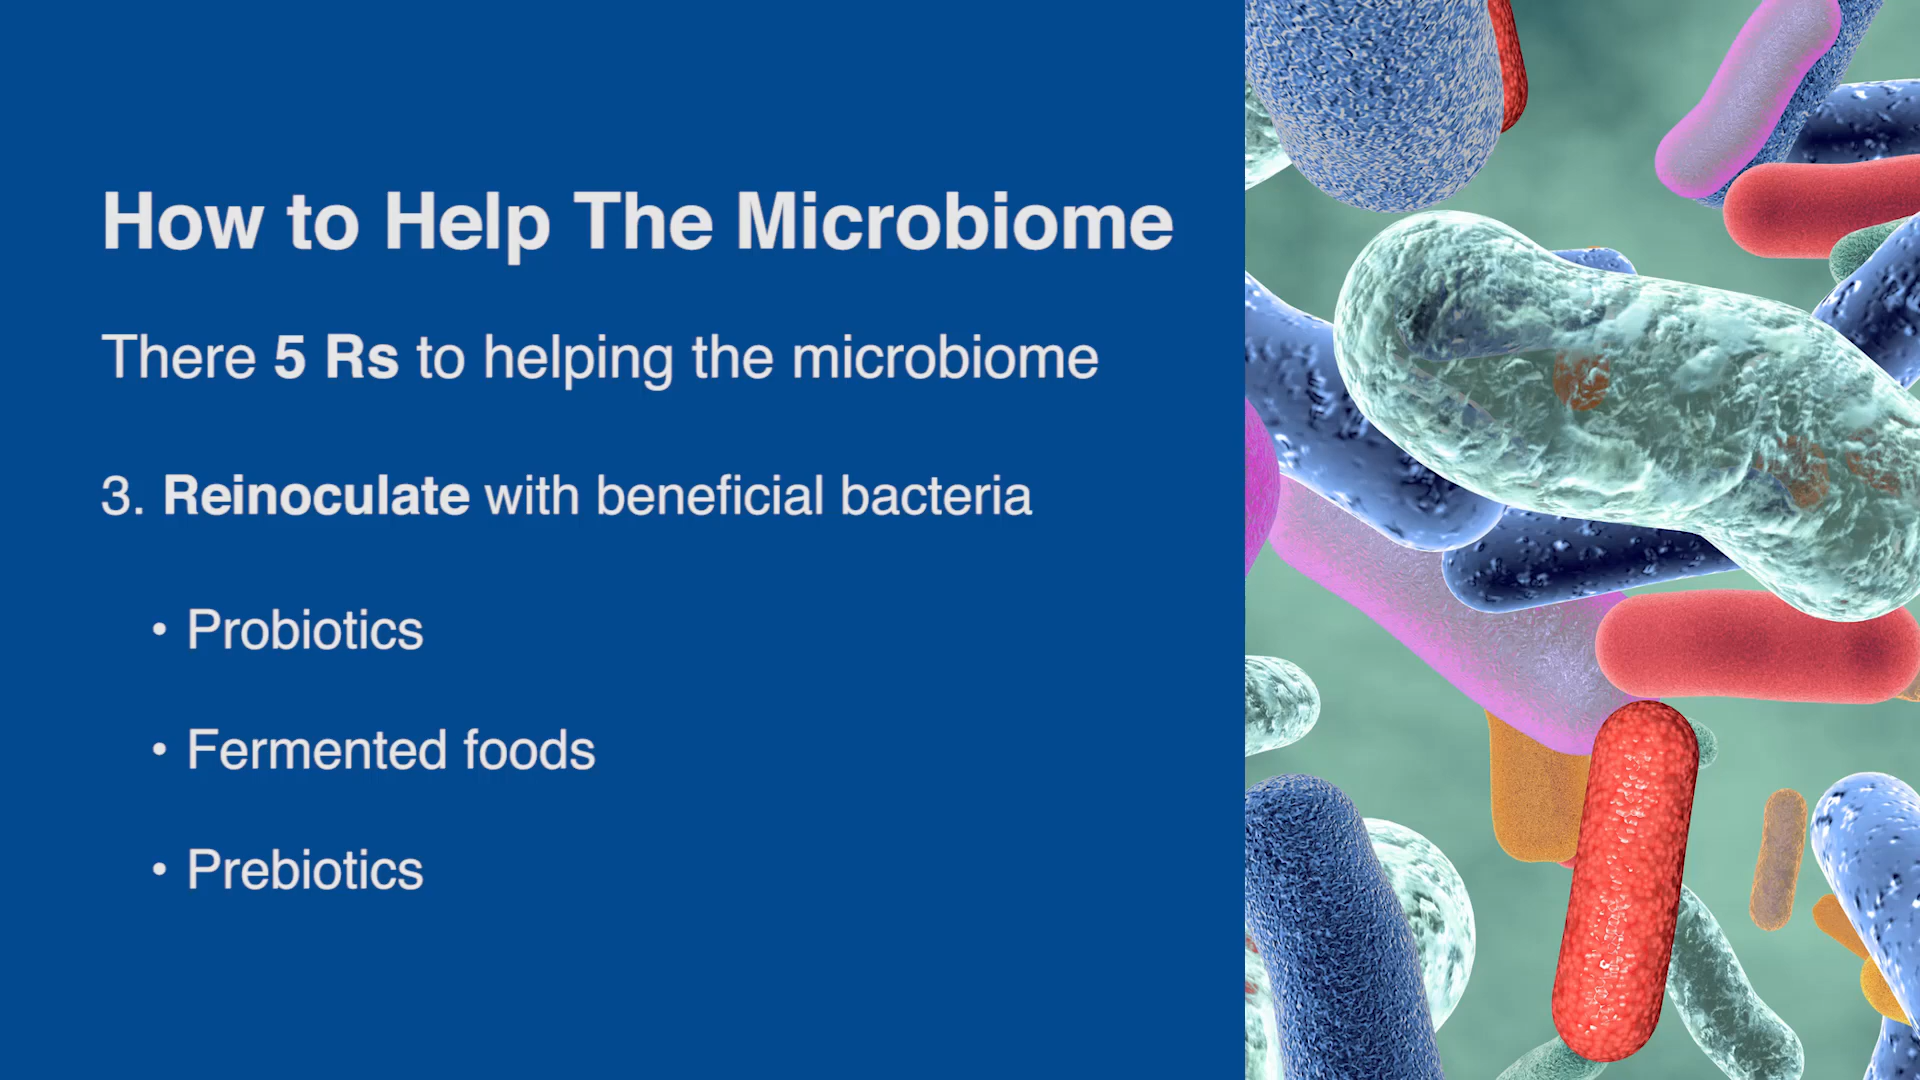 How to Help The Microbiome
There 5 Rs to helping the microbiome
3. Reinoculate with beneficial bacteria
• Probiotics
• Fermented foods
• Prebiotics